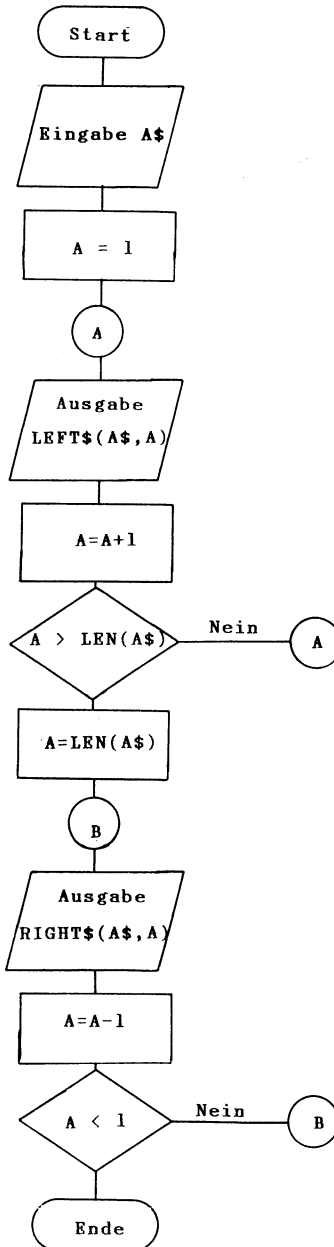 Start
Eingabe A$
A = 1
A
Ausgabe
LEFT$(A$,A)
A=A+1
A > LEN(A$)
Nein
A
A=LEN(A$)
B
Ausgabe
RIGHT$(A$,A)
A=A-1
A < 1
Nein
B
Ende